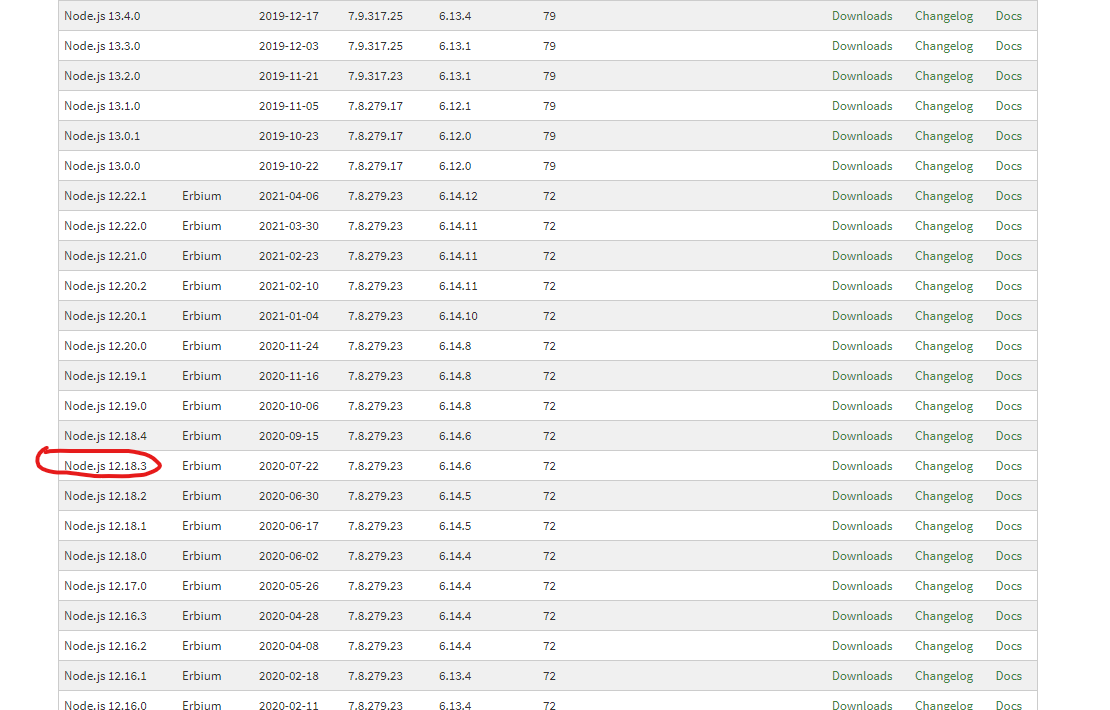 Node.js 13.4.0 2019-12-17 7.9.317.25 6.13.4 79 Downloads Changelog Docs
Node.js 13.3.0 2019-12-03 7.9.317.25 6.13.1 79 Downloads Changelog Docs
Node.js 13.2.0 2019-11-21 7.9.317.23 6.13.1 79 Downloads Changelog Docs
Node.js 13.1.0 2019-11-05 7.8.279.17 6.12.1 79 Downloads Changelog Docs
Node.js 13.0.1 2019-10-23 7.8.279.17 6.12.0 79 Downloads Changelog Docs
Node.js 13.0.0 2019-10-22 7.8.279.17 6.12.0 79 Downloads Changelog Docs
Node.js 12.22.1 Erbium 2021-04-06 7.8.279.23 6.14.12 72 Downloads Changelog Docs
Node.js 12.22.0 Erbium 2021-03-30 7.8.279.23 6.14.11 72 Downloads Changelog Docs
Node.js 12.21.0 Erbium 2021-02-23 7.8.279.23 6.14.11 72 Downloads Changelog Docs
Node.js 12.20.2 Erbium 2021-02-10 7.8.279.23 6.14.11 72 Downloads Changelog Docs
Node.js 12.20.1 Erbium 2021-01-04 7.8.279.23 6.14.10 72 Downloads Changelog Docs
Node.js 12.20.0 Erbium 2020-11-24 7.8.279.23 6.14.8 72 Downloads Changelog Docs
Node.js 12.19.1 Erbium 2020-11-16 7.8.279.23 6.14.8 72 Downloads Changelog Docs
Node.js 12.19.0 Erbium 2020-10-06 7.8.279.23 6.14.8 72 Downloads Changelog Docs
Node.js 12.18.4 Erbium 2020-09-15 7.8.279.23 6.14.6 72 Downloads Changelog Docs
Node.js 12.18.3 Erbium 2020-07-22 7.8.279.23 6.14.6 72 Downloads Changelog Docs
Node.js 12.18.2 Erbium 2020-06-30 7.8.279.23 6.14.5 72 Downloads Changelog Docs
Node.js 12.18.1 Erbium 2020-06-17 7.8.279.23 6.14.5 72 Downloads Changelog Docs
Node.js 12.18.0 Erbium 2020-06-02 7.8.279.23 6.14.4 72 Downloads Changelog Docs
Node.js 12.17.0 Erbium 2020-05-26 7.8.279.23 6.14.4 72 Downloads Changelog Docs
Node.js 12.16.3 Erbium 2020-04-28 7.8.279.23 6.14.4 72 Downloads Changelog Docs
Node.js 12.16.2 Erbium 2020-04-08 7.8.279.23 6.14.4 72 Downloads Changelog Docs
Node.js 12.16.1 Erbium 2020-02-18 7.8.279.23 6.13.4 72 Downloads Changelog Docs
Node.js 12.16.0 Erbium 2020-02-11 7.8.279.23 6.13.4 72 Downloads Changelog Docs